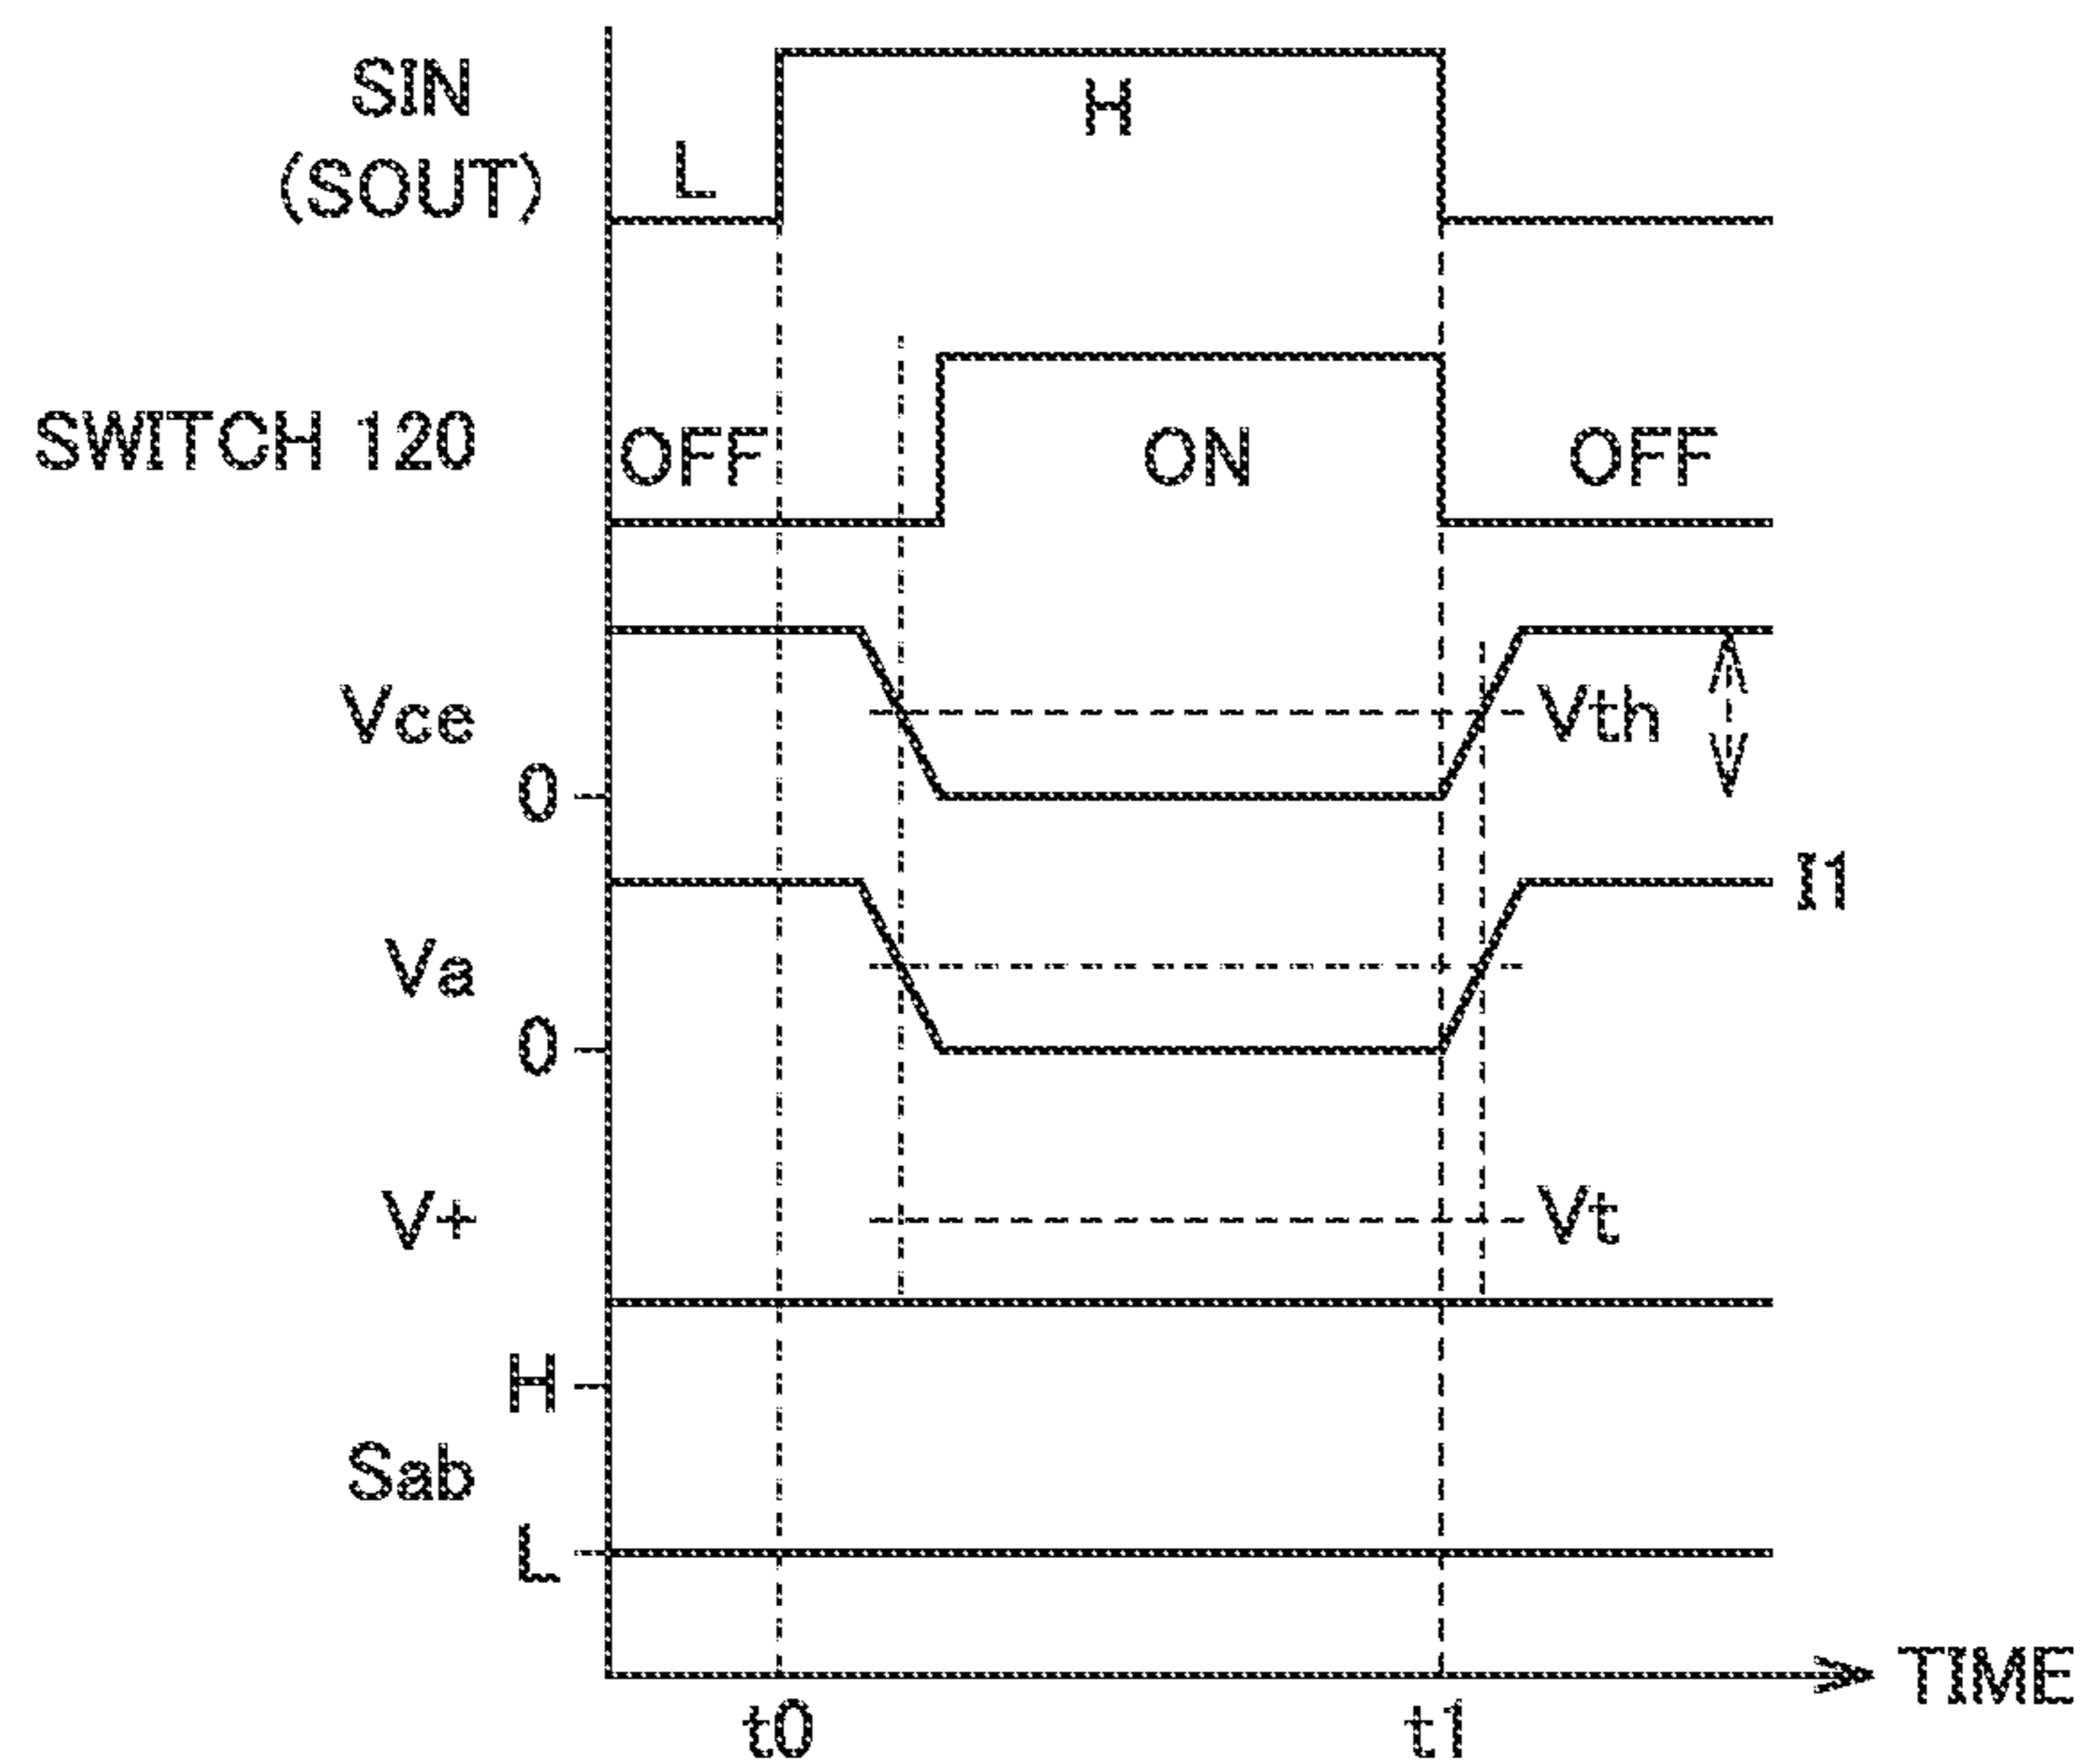 SIN
(SOUT)
L
H
SWITCH 120
OFF
ON
OFF
Vce
0
Vth
Va
0
I1
V+
Vt
H
Sab
L
t0
t1
TIME